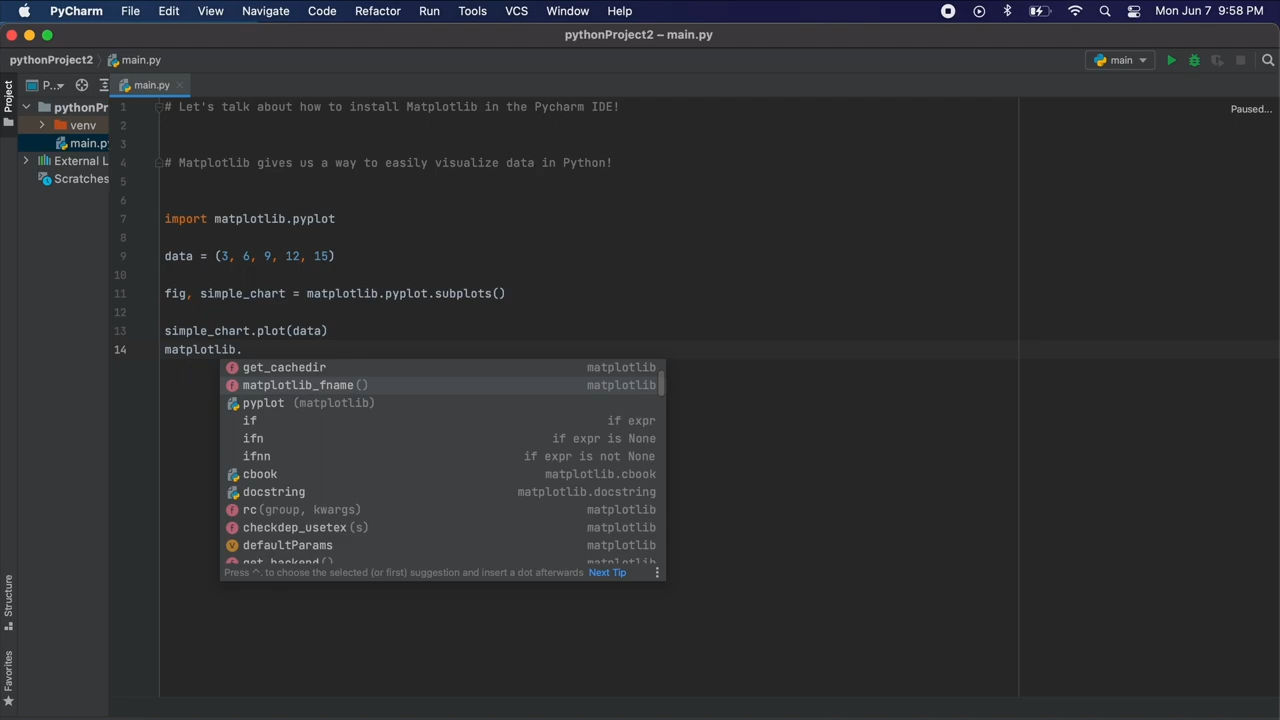 PyCharm File Edit View Navigate Code Refactor Run Tools VCS Window Help Mon Jun 7 9:58 PM
pythonProject2 – main.py
pythonProject2 main.py main
Project P... main.py
1 # Let's talk about how to install Matplotlib in the Pycharm IDE!
Paused...
pythonPr
2 venv
3 main.py
4 # Matplotlib gives us a way to easily visualize data in Python!
External L
5 Scratches
6
7 import matplotlib.pyplot
8
9 data = (3, 6, 9, 12, 15)
10
11 fig, simple_chart = matplotlib.pyplot.subplots()
12
13 simple_chart.plot(data)
14 matplotlib.
get_cachedir matplotlib
matplotlib_fname() matplotlib
pyplot (matplotlib)
if if expr
ifn if expr is None
ifnn if expr is not None
cbook matplotlib.cbook
docstring matplotlib.docstring
rc(group, kwargs) matplotlib
checkdep_usetex(s) matplotlib
defaultParams matplotlib
get_backend() matplotlib
Press ^. to choose the selected (or first) suggestion and insert a dot afterwards Next Tip
Structure
Favorites